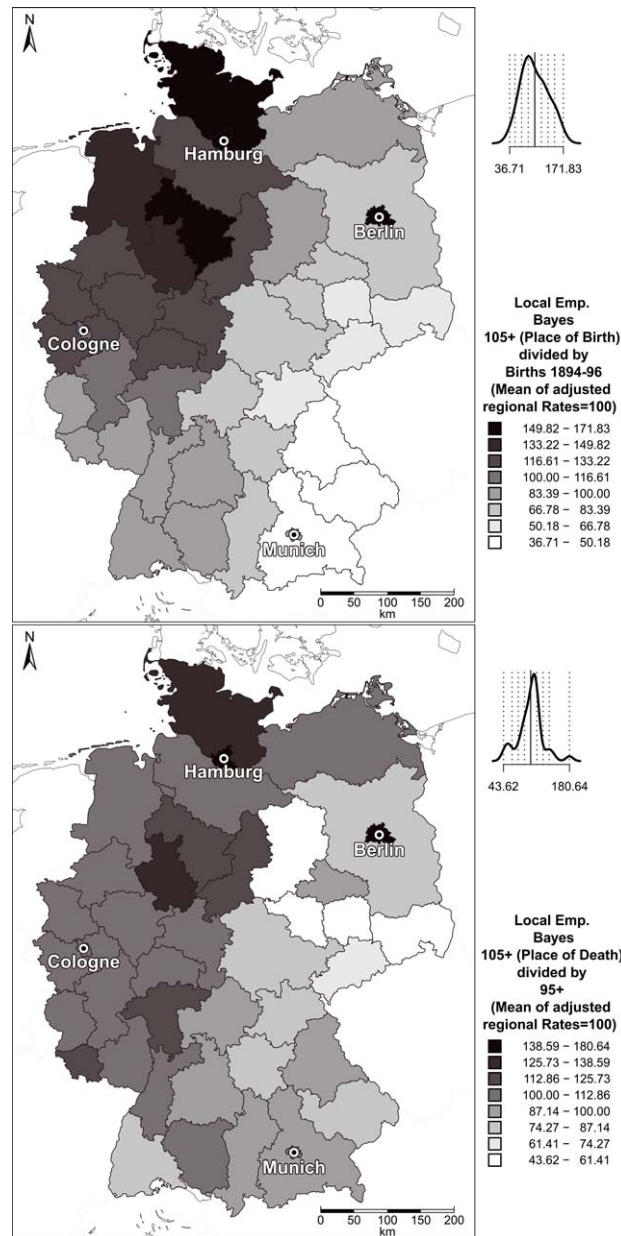 N
Hamburg
Berlin
Cologne
Munich
0 50 100 150 200
km
36.71 171.83
Local Emp.
Bayes
105+ (Place of Birth)
divided by
Births 1894-96
(Mean of adjusted
regional Rates=100)
149.82 – 171.83
133.22 – 149.82
116.61 – 133.22
100.00 – 116.61
83.39 – 100.00
66.78 – 83.39
50.18 – 66.78
36.71 – 50.18
N
Hamburg
Berlin
Cologne
Munich
0 50 100 150 200
km
43.62 180.64
Local Emp.
Bayes
105+ (Place of Death)
divided by
95+
(Mean of adjusted
regional Rates=100)
138.59 – 180.64
125.73 – 138.59
112.86 – 125.73
100.00 – 112.86
87.14 – 100.00
74.27 – 87.14
61.41 – 74.27
43.62 – 61.41